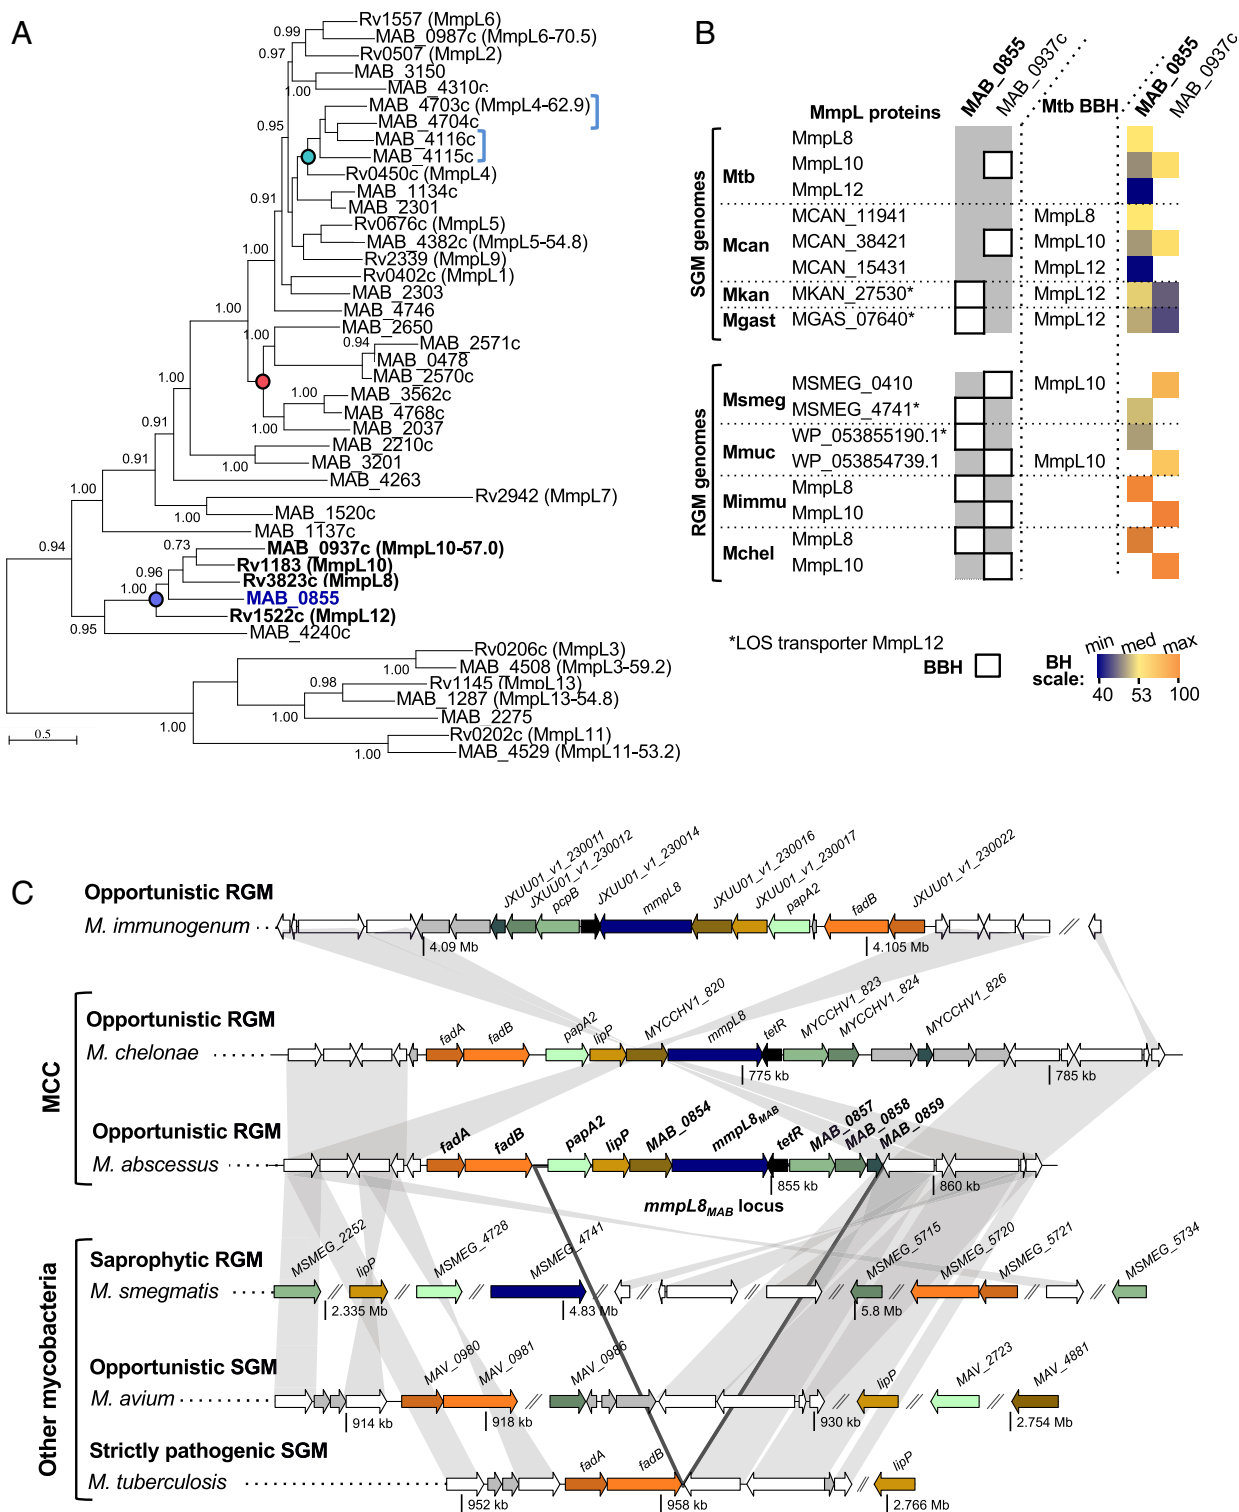 A
Rv1557 (MmpL6)
MAB_0987c (MmpL6-70.5)
Rv0507 (MmpL2)
MAB_3150
MAB_4310c
MAB_4703c (MmpL4-62.9)
MAB_4704c
MAB_4116c
MAB_4115c
Rv0450c (MmpL4)
MAB_1134c
MAB_2301
Rv0676c (MmpL5)
MAB_4382c (MmpL5-54.8)
Rv2339 (MmpL9)
Rv0402c (MmpL1)
MAB_2303
MAB_4746
MAB_2650
MAB_2571c
MAB_0478
MAB_2570c
MAB_3562c
MAB_4768c
MAB_2037
MAB_2210c
MAB_3201
MAB_4263
Rv2942 (MmpL7)
MAB_1520c
MAB_1137c
MAB_0937c (MmpL10-57.0)
Rv1183 (MmpL10)
Rv3823c (MmpL8)
MAB_0855
Rv1522c (MmpL12)
MAB_4240c
Rv0206c (MmpL3)
MAB_4508 (MmpL3-59.2)
Rv1145 (MmpL13)
MAB_1287 (MmpL13-54.8)
MAB_2275
Rv0202c (MmpL11)
MAB_4529 (MmpL11-53.2)
0.99
0.97
1.00
0.95
1.00
0.91
1.00
1.00
0.94
1.00
1.00
0.91
1.00
0.91
1.00
1.00
0.94
0.73
0.96
1.00
0.95
1.00
0.98
1.00
1.00
1.00
0.5
B
MAB_0855
MAB_0937c
MAB_0855
MAB_0937c
MmpL proteins
Mtb BBH
SGM genomes
Mtb
MmpL8
MmpL10
MmpL12
Mcan
MCAN_11941 MmpL8
MCAN_38421 MmpL10
MCAN_15431 MmpL12
Mkan MKAN_27530* MmpL12
Mgast MGAS_07640* MmpL12
RGM genomes
Msmeg
MSMEG_0410 MmpL10
MSMEG_4741*
Mmuc
WP_053855190.1*
WP_053854739.1 MmpL10
Mimmu
MmpL8
MmpL10
Mchel
MmpL8
MmpL10
*LOS transporter MmpL12
BBH
BH scale:
min med max
40 53 100
C
Opportunistic RGM
M. immunogenum
JXUU01_v1_230011
JXUU01_v1_230012
pcpB
JXUU01_v1_230014
mmpL8
JXUU01_v1_230016
JXUU01_v1_230017
papA2
fadB
JXUU01_v1_230022
4.09 Mb
4.105 Mb
MCC
Opportunistic RGM
M. chelonae
fadA
fadB
papA2
lipP
MYCCHV1_820
mmpL8
tetR
MYCCHV1_823
MYCCHV1_824
MYCCHV1_826
775 kb
785 kb
Opportunistic RGM
M. abscessus
fadA
fadB
papA2
lipP
MAB_0854
mmpL8MAB
tetR
MAB_0857
MAB_0858
MAB_0859
855 kb
860 kb
mmpL8MAB locus
Other mycobacteria
Saprophytic RGM
M. smegmatis
MSMEG_2252
lipP
MSMEG_4728
MSMEG_4741
MSMEG_5715
MSMEG_5720
MSMEG_5721
MSMEG_5734
2.335 Mb
4.83 Mb
5.8 Mb
Opportunistic SGM
M. avium
MAV_0980
MAV_0981
MAV_0986
lipP
MAV_2723
MAV_4881
914 kb
918 kb
930 kb
2.754 Mb
Strictly pathogenic SGM
M. tuberculosis
fadA
fadB
lipP
952 kb
958 kb
2.766 Mb